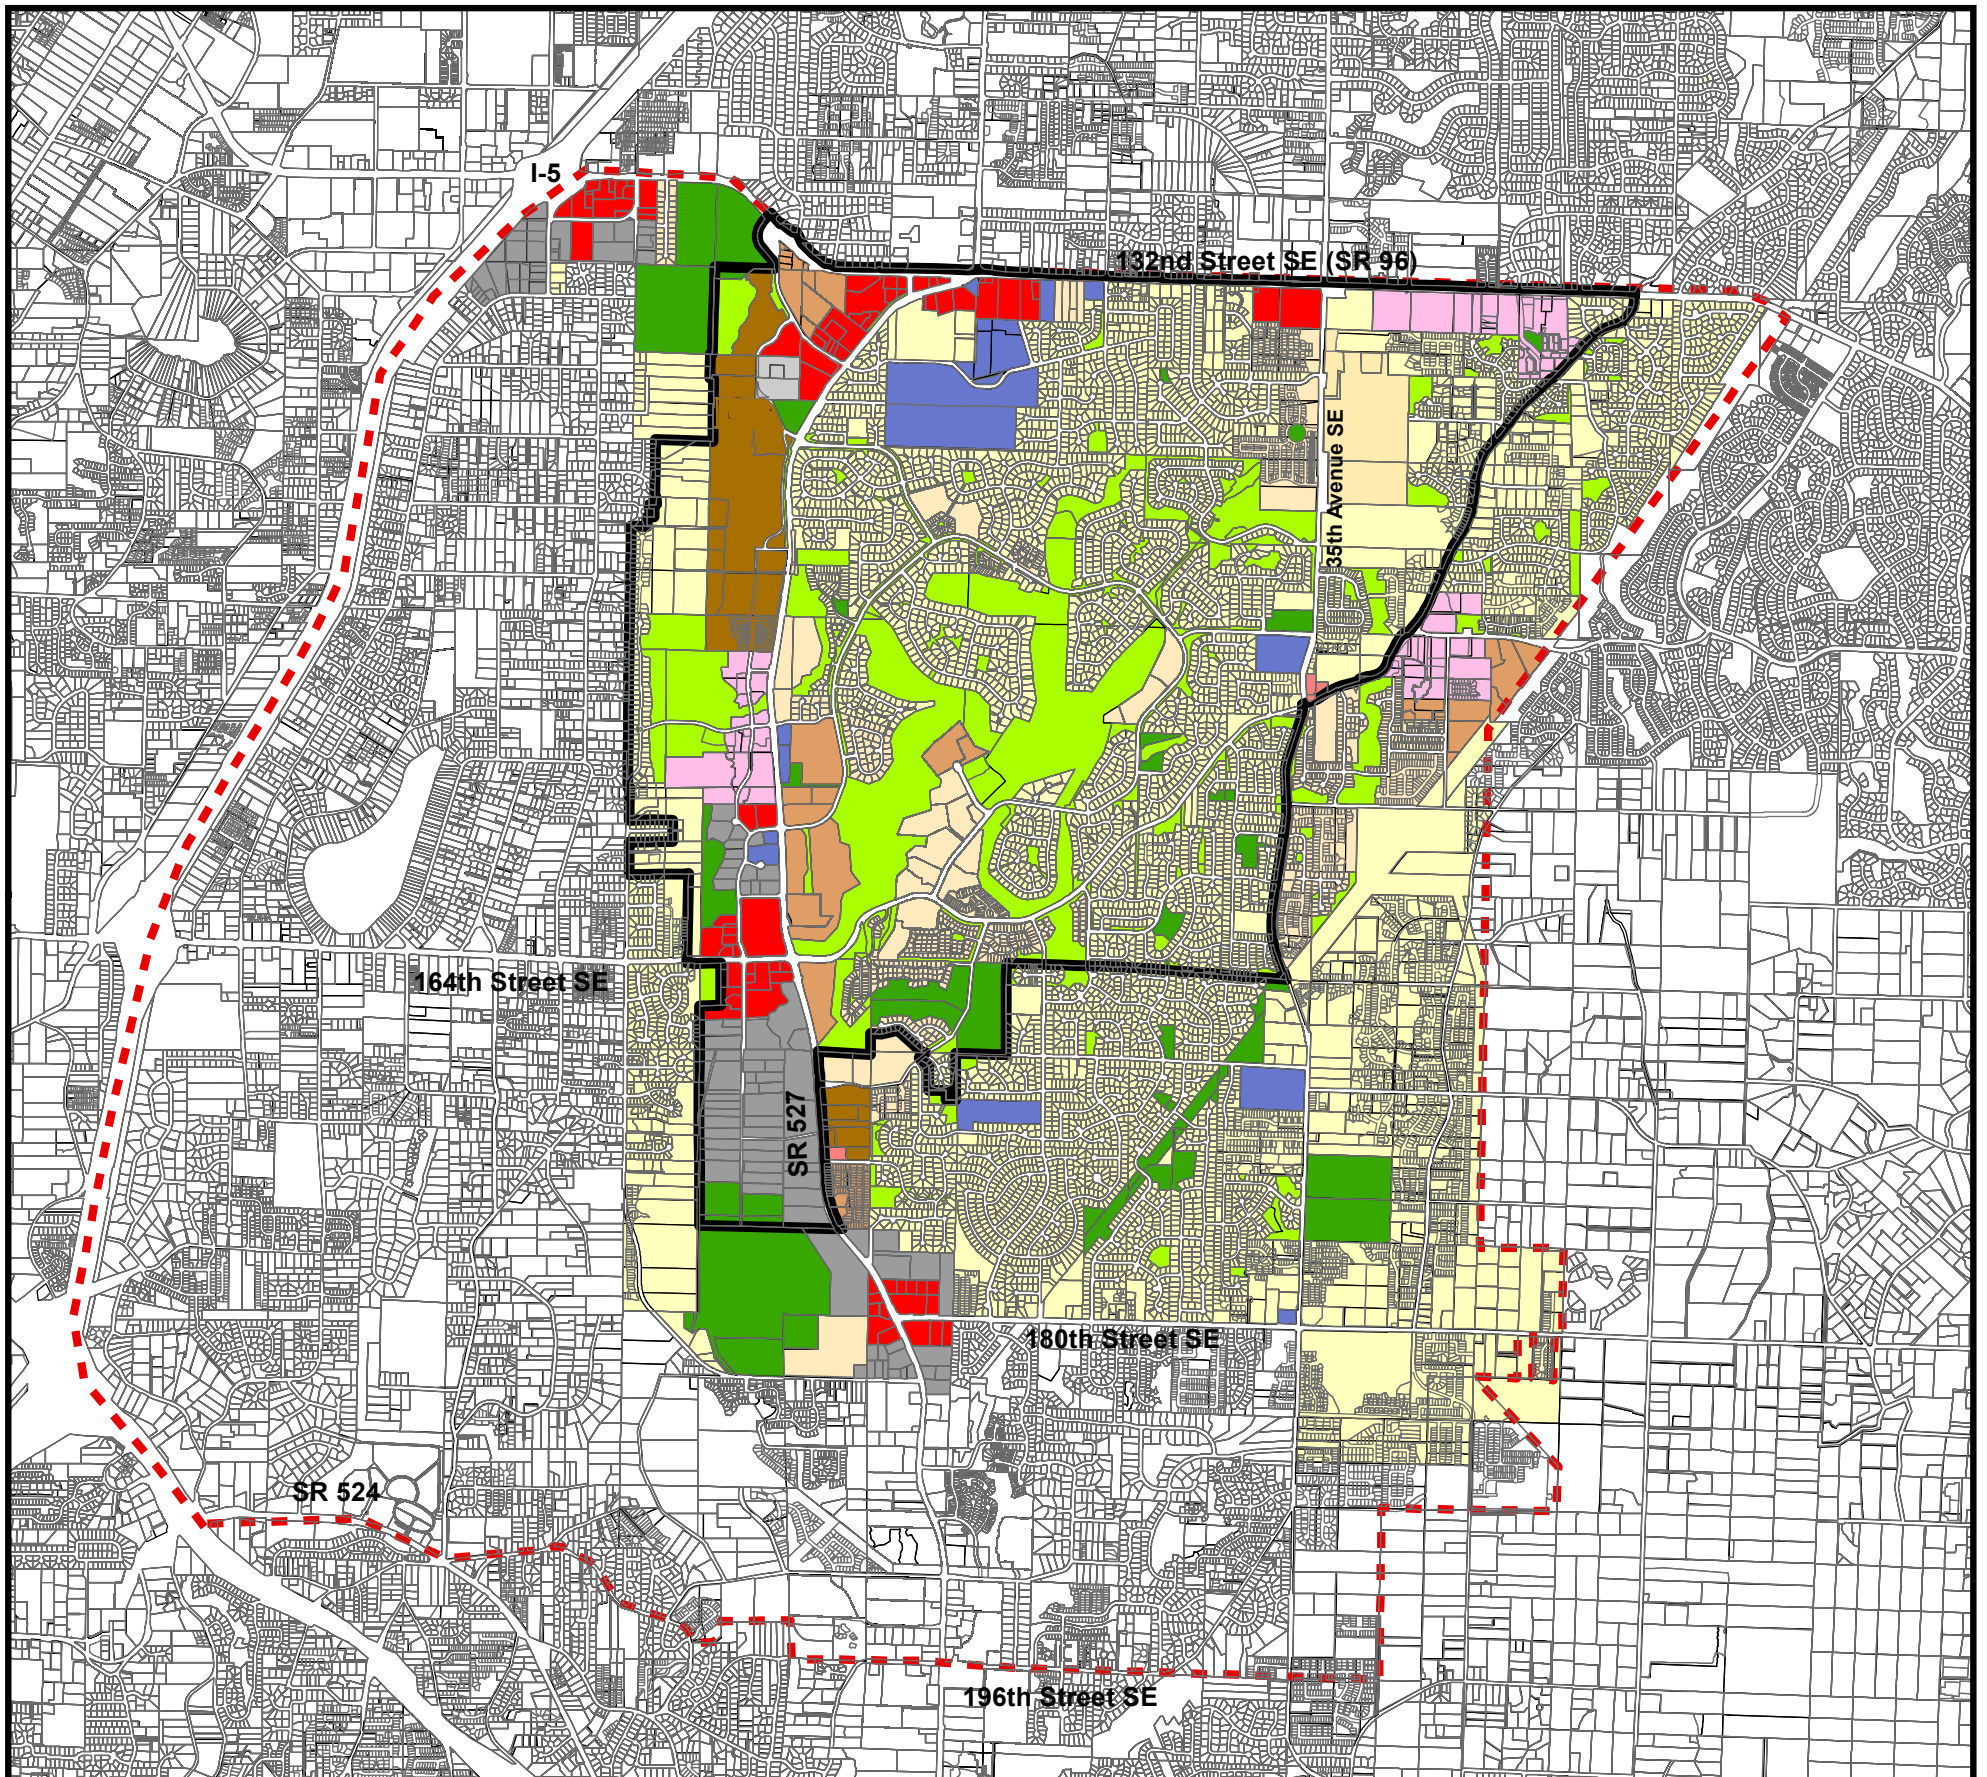 I-5
132nd Street SE (SR 96)
35th Avenue SE
164th Street SE
SR 527
180th Street SE
SR 524
196th Street SE